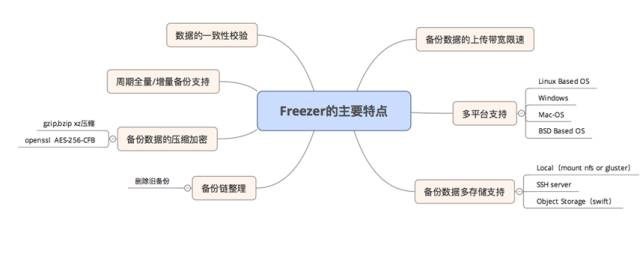 Freezer的主要特点
数据的一致性校验
周期全量/增量备份支持
备份数据的压缩加密
gzip,bzip xz压缩
openssl AES-256-CFB
备份链整理
删除旧备份
备份数据的上传带宽限速
多平台支持
Linux Based OS
Windows
Mac-OS
BSD Based OS
备份数据多存储支持
Local（mount nfs or gluster）
SSH server
Object Storage（swift）